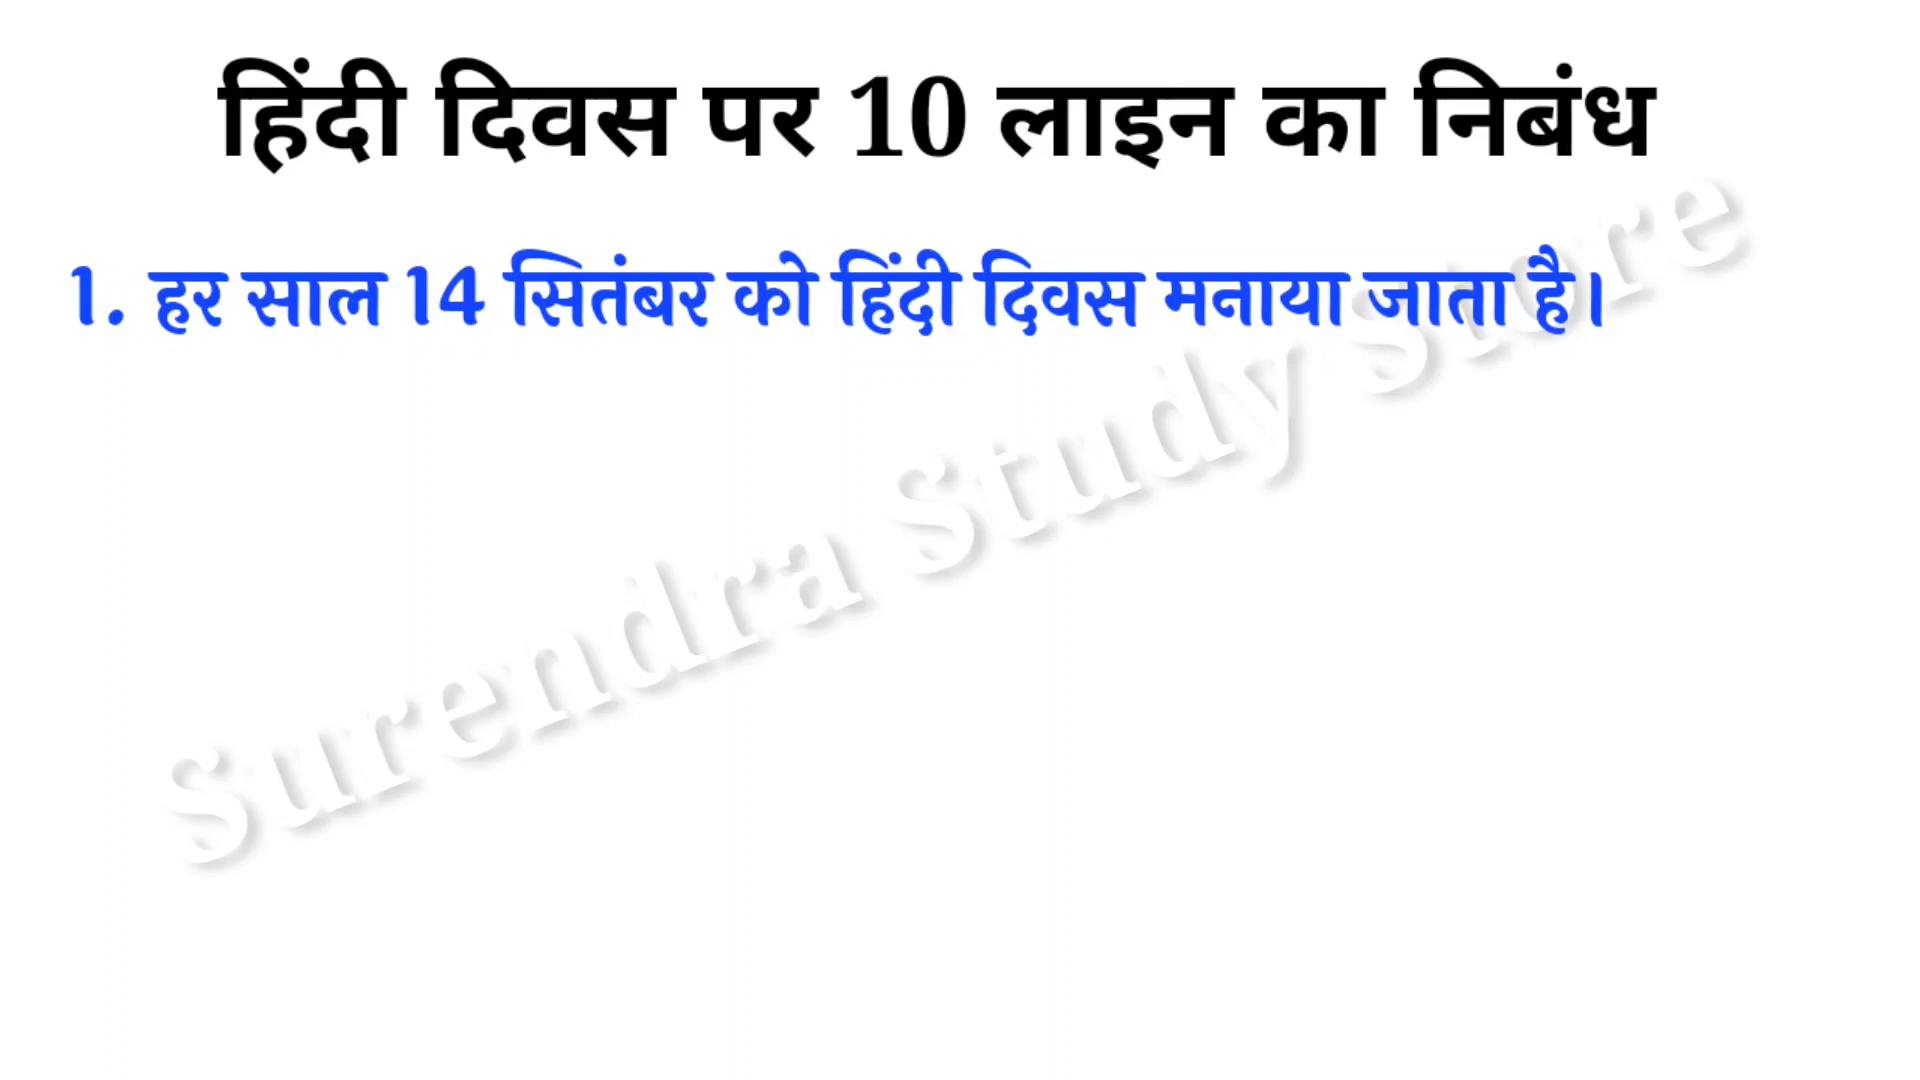 हिंदी दिवस पर 10 लाइन का निबंध
1. हर साल 14 सितंबर को हिंदी दिवस मनाया जाता है।
Surendra Study Store